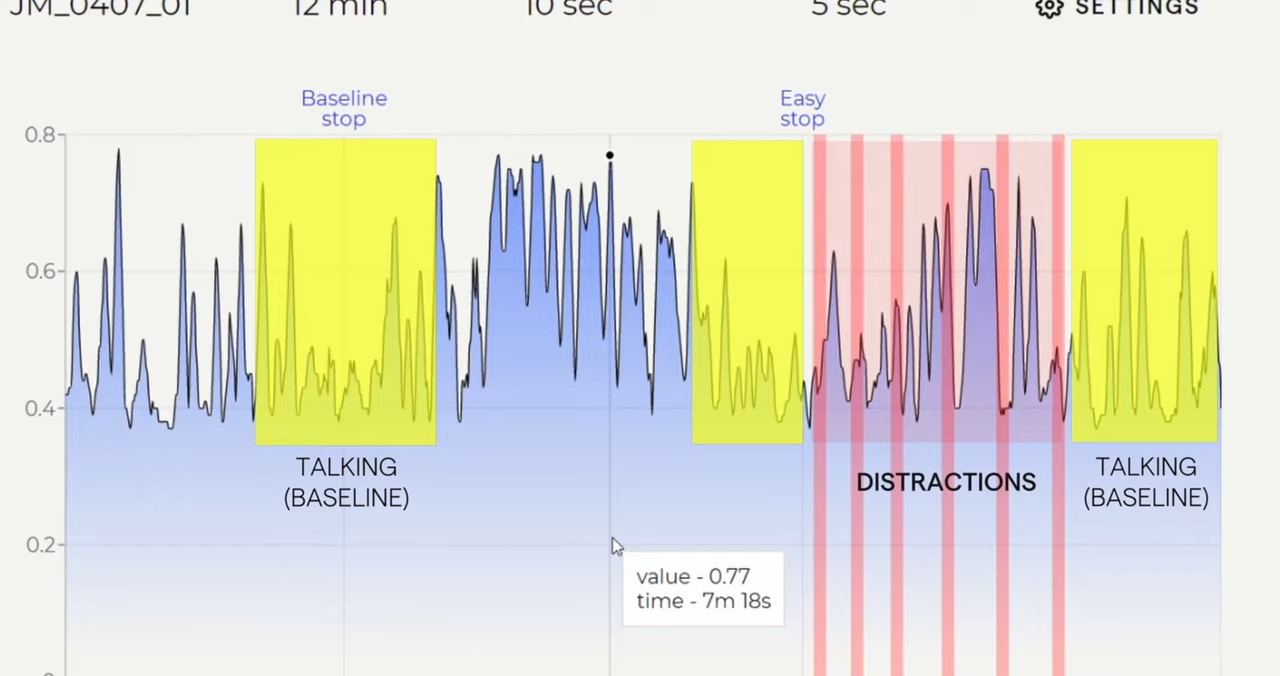 JM_0407_01
12 min
10 sec
5 sec
SETTINGS
Baseline
stop
Easy
stop
0.8
0.6
0.4
0.2
TALKING
(BASELINE)
DISTRACTIONS
TALKING
(BASELINE)
value - 0.77
time - 7m 18s